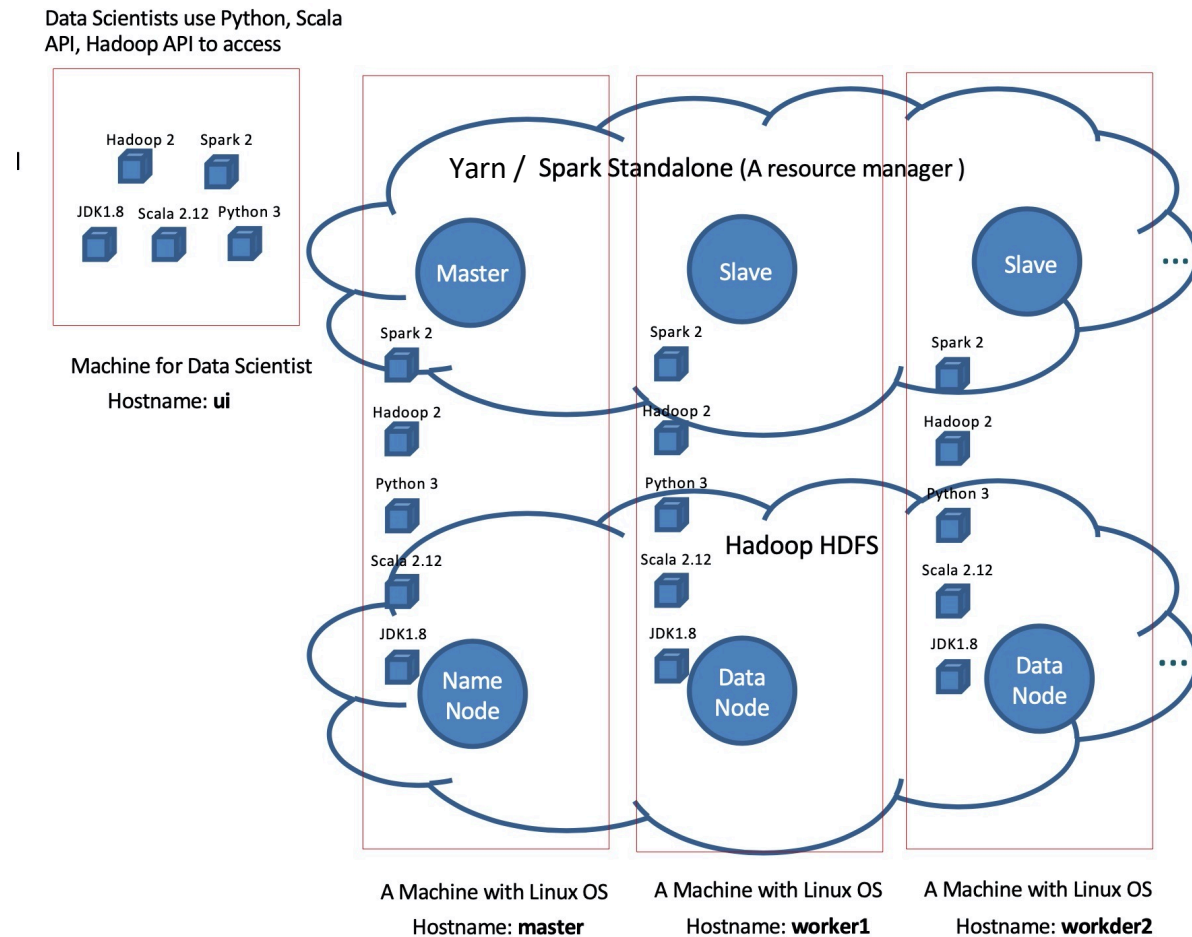 Data Scientists use Python, Scala
API, Hadoop API to access
Hadoop 2
Spark 2
JDK1.8
Scala 2.12
Python 3
Machine for Data Scientist
Hostname: ui
Yarn / Spark Standalone (A resource manager )
Master
Slave
Slave
...
Spark 2
Spark 2
Spark 2
Hadoop 2
Hadoop 2
Hadoop 2
Python 3
Python 3
Python 3
Hadoop HDFS
Scala 2.12
Scala 2.12
Scala 2.12
JDK1.8
JDK1.8
JDK1.8
Name
Node
Data
Node
Data
Node
...
A Machine with Linux OS
Hostname: master
A Machine with Linux OS
Hostname: worker1
A Machine with Linux OS
Hostname: workder2